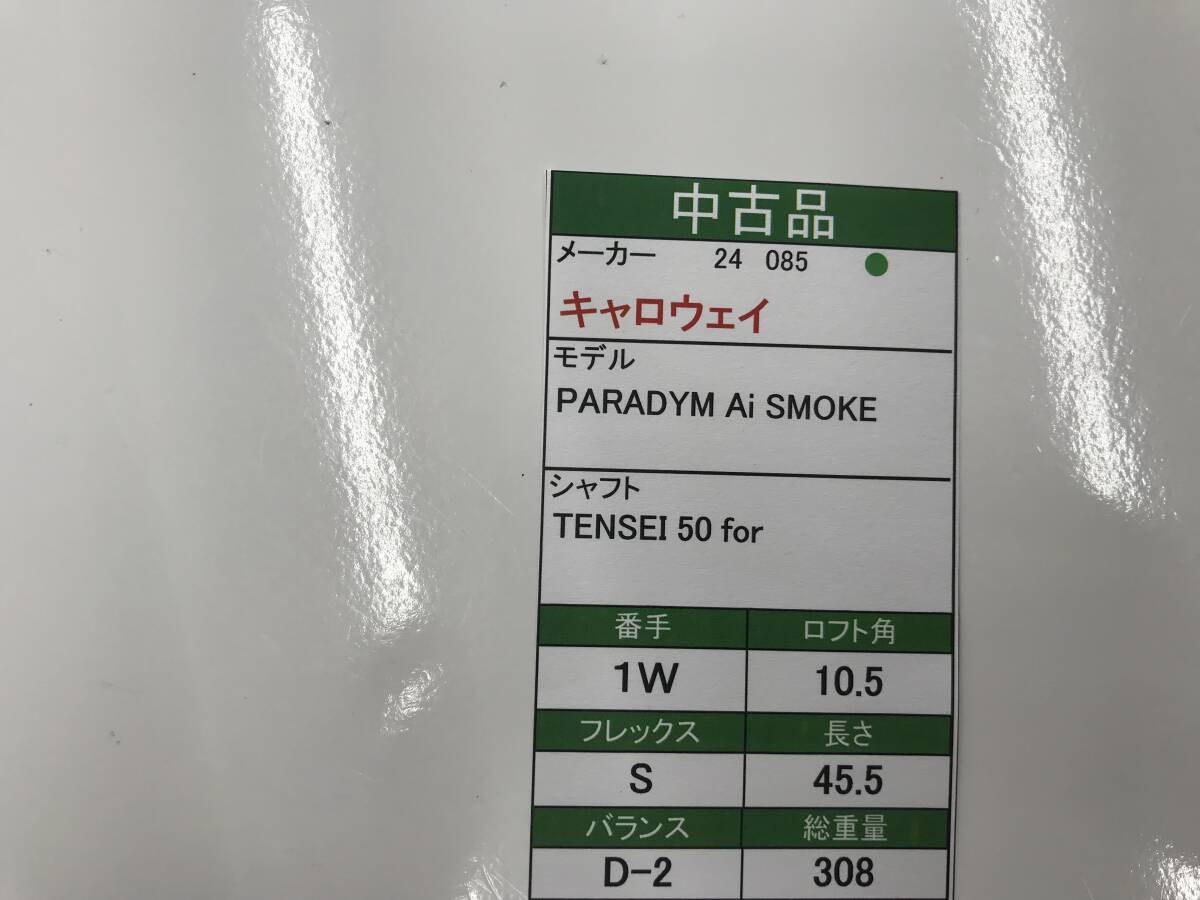 中古品
メーカー 24 085
キャロウェイ
モデル
PARADYM Ai SMOKE
シャフト
TENSEI 50 for
番手 ロフト角
1W 10.5
フレックス 長さ
S 45.5
バランス 総重量
D-2 308